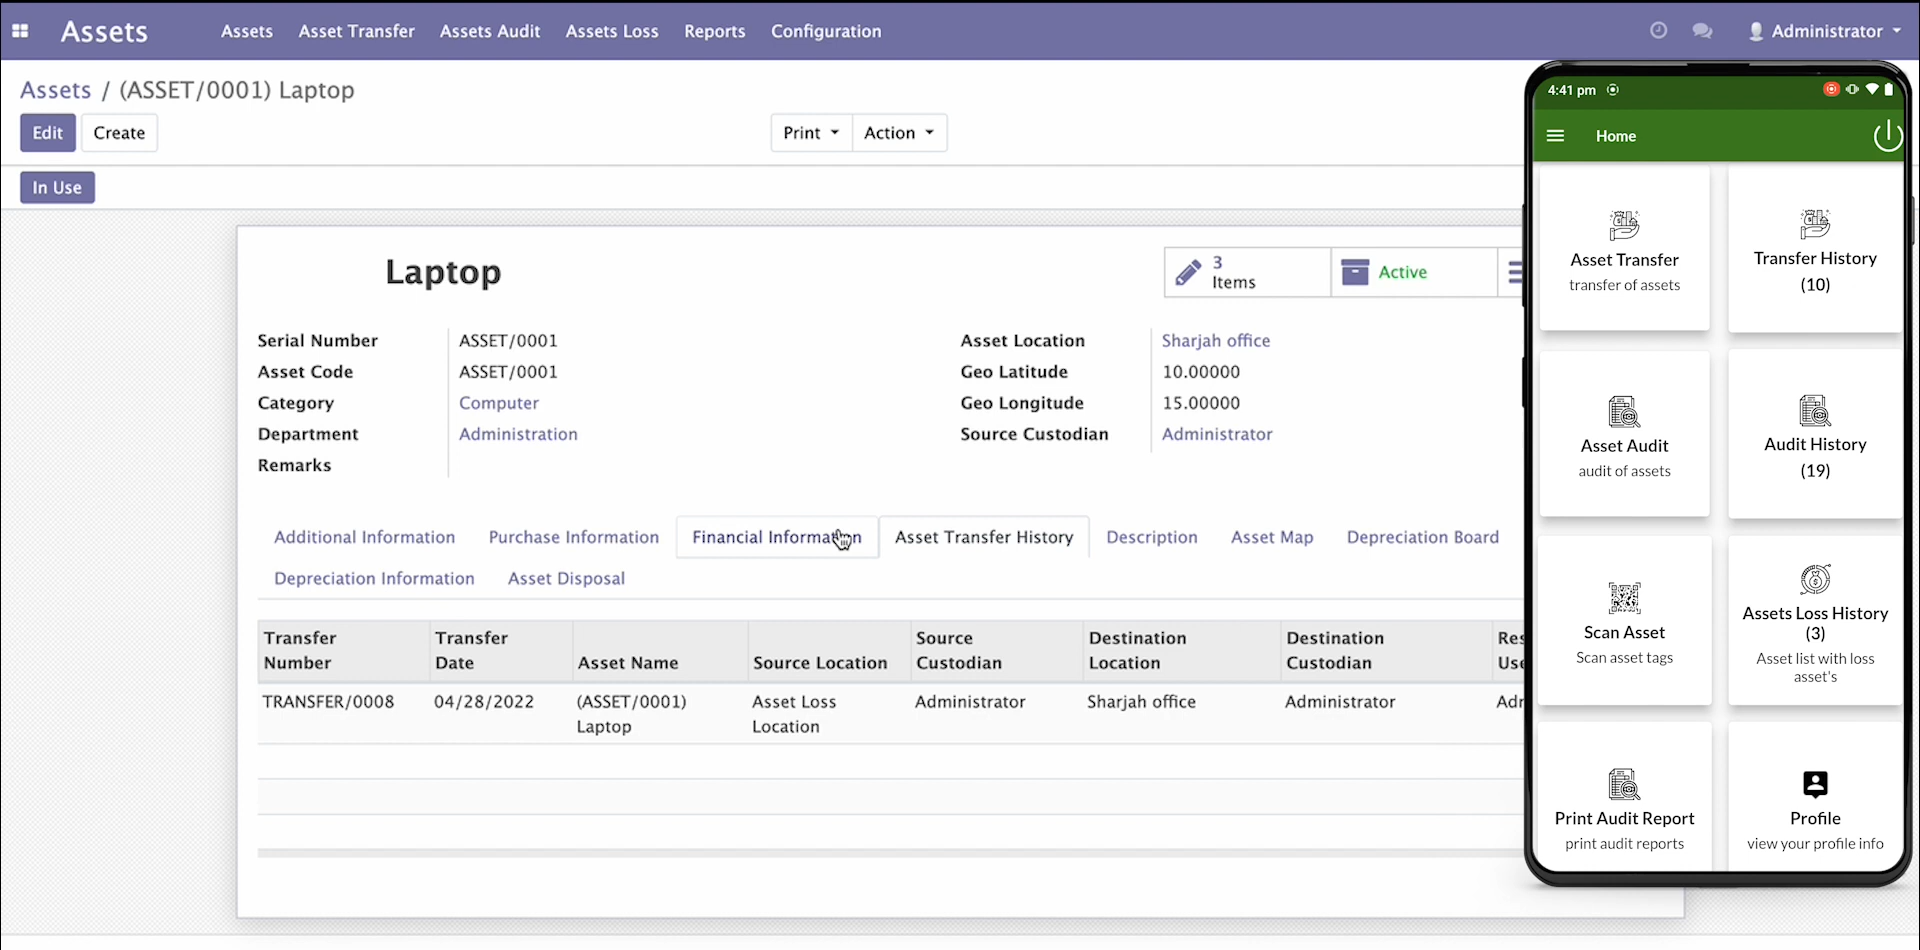 Assets
Assets Asset Transfer Assets Audit Assets Loss Reports Configuration
Administrator
Assets / (ASSET/0001) Laptop
Edit Create
Print Action
In Use
Laptop
3
Items
Active
Serial Number ASSET/0001
Asset Code ASSET/0001
Category Computer
Department Administration
Remarks
Asset Location Sharjah office
Geo Latitude 10.00000
Geo Longitude 15.00000
Source Custodian Administrator
Additional Information Purchase Information Financial Information Asset Transfer History Description Asset Map Depreciation Board
Depreciation Information Asset Disposal
Transfer Number
Transfer Date
Asset Name
Source Location
Source Custodian
Destination Location
Destination Custodian
TRANSFER/0008 04/28/2022 (ASSET/0001) Asset Loss Administrator Sharjah office Administrator
Laptop Location
4:41 pm
Home
Asset Transfer
transfer of assets
Transfer History
(10)
Asset Audit
audit of assets
Audit History
(19)
Scan Asset
Scan asset tags
Assets Loss History
(3)
Asset list with loss
asset's
Print Audit Report
print audit reports
Profile
view your profile info